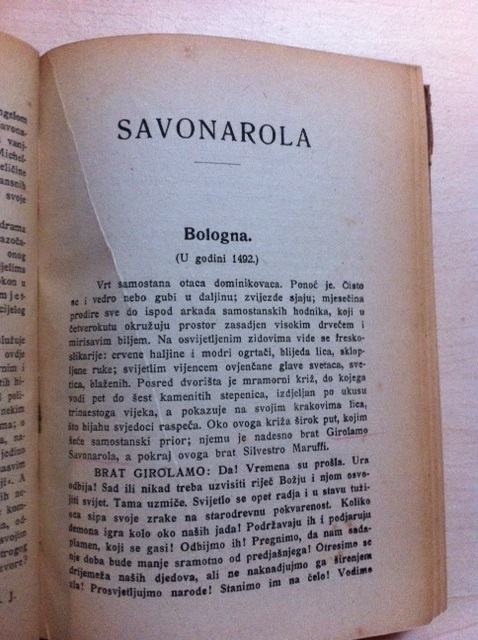 SAVONAROLA
Bologna.
(U godini 1492.)
Vrt samostana otaca dominikovaca. Ponoć je. Čisto
se i vedro nebo gubi u daljinu; zvijezde sjaju; mjesečina
prodire sve do ispod arkada samostanskih hodnika, koji u
četverokutu okružuju prostor zasadjen visokim drvećem i
mirisavim biljem. Na osvijetljenim zidovima vide se fresko-
slikarije: crvene haljine i modri ogrtači, blijeda lica, sklop-
ljene ruke; svijetlim vijencem ovjenčane glave svetaca, sve-
tica, blaženih. Posred dvorišta je mramorni križ, do kojega
vodi pet do šest kamenitih stepenica, izdjeljan po ukusu
trinaestoga vijeka, a pokazuje na svojim krakovima lica,
što bijahu svjedoci raspeća. Oko ovoga križa širok put, kojim
šeće samostanski prior; njemu je nadesno brat Girolamo
Savonarola, a pokraj ovoga brat Silvestro Maruffi.
BRAT GIROLAMO: Da! Vremena su prošla. Ura
odbija! Sad ili nikad treba uzvisiti riječ Božju i njom osvo-
jiti svijet. Tama uzmiče. Svijetlo se opet radja i u stavu tuži-
oca sipa svoje zrake na starodrevnu pokvarenost. Koliko
demona igra kolo oko naših jada! Podržavaju ih i podjaruju
plamen, koji se gasi! Odbijmo ih! Pregnimo, da nam sada-
nje doba bude manje sramotno od predjašnjega! Otresimo se
drijemeža naših djedova, ali ne naknadjujmo ga širenjem
zla! Prosvjetljujmo narode! Stanimo im na čelo! Vodimo